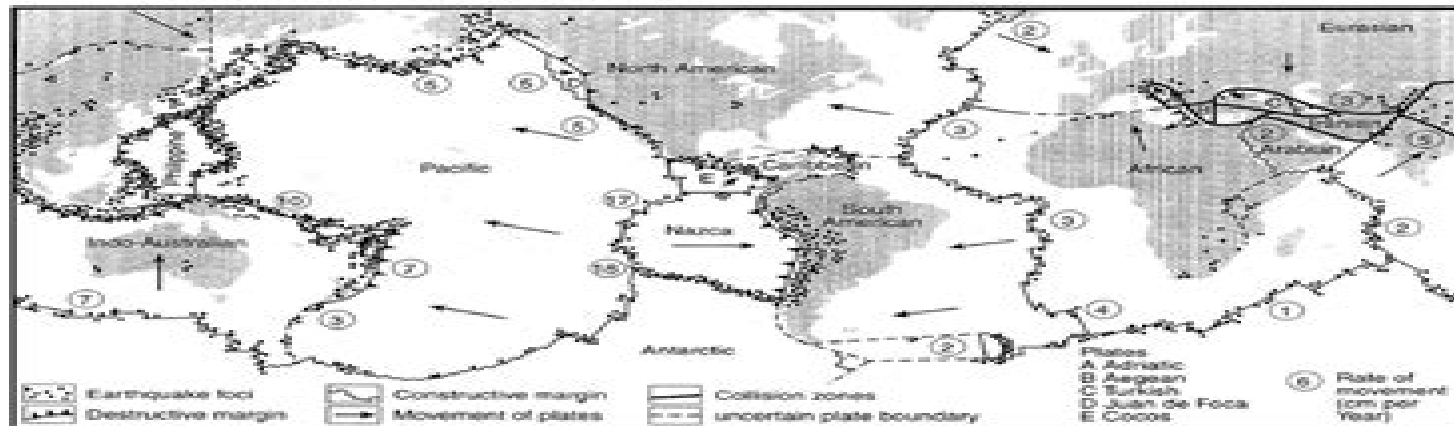 Eurasian
North American
2
5
6
D
5
3
C
3
2
Arabian
5
African
Philippine
Pacific
Caribbean
E
10
17
South
American
Nazca
3
Indo-Australian
7
18
2
7
3
4
1
Antarctic
2
Plates
A Adriatic
B Aegean
C Turkish
D Juan de Foca
E Cocos
6
Rate of
movement
(cm per
Year)
Earthquake foci
Constructive margin
Collision zones
Destructive margin
Movement of plates
uncertain plate boundary